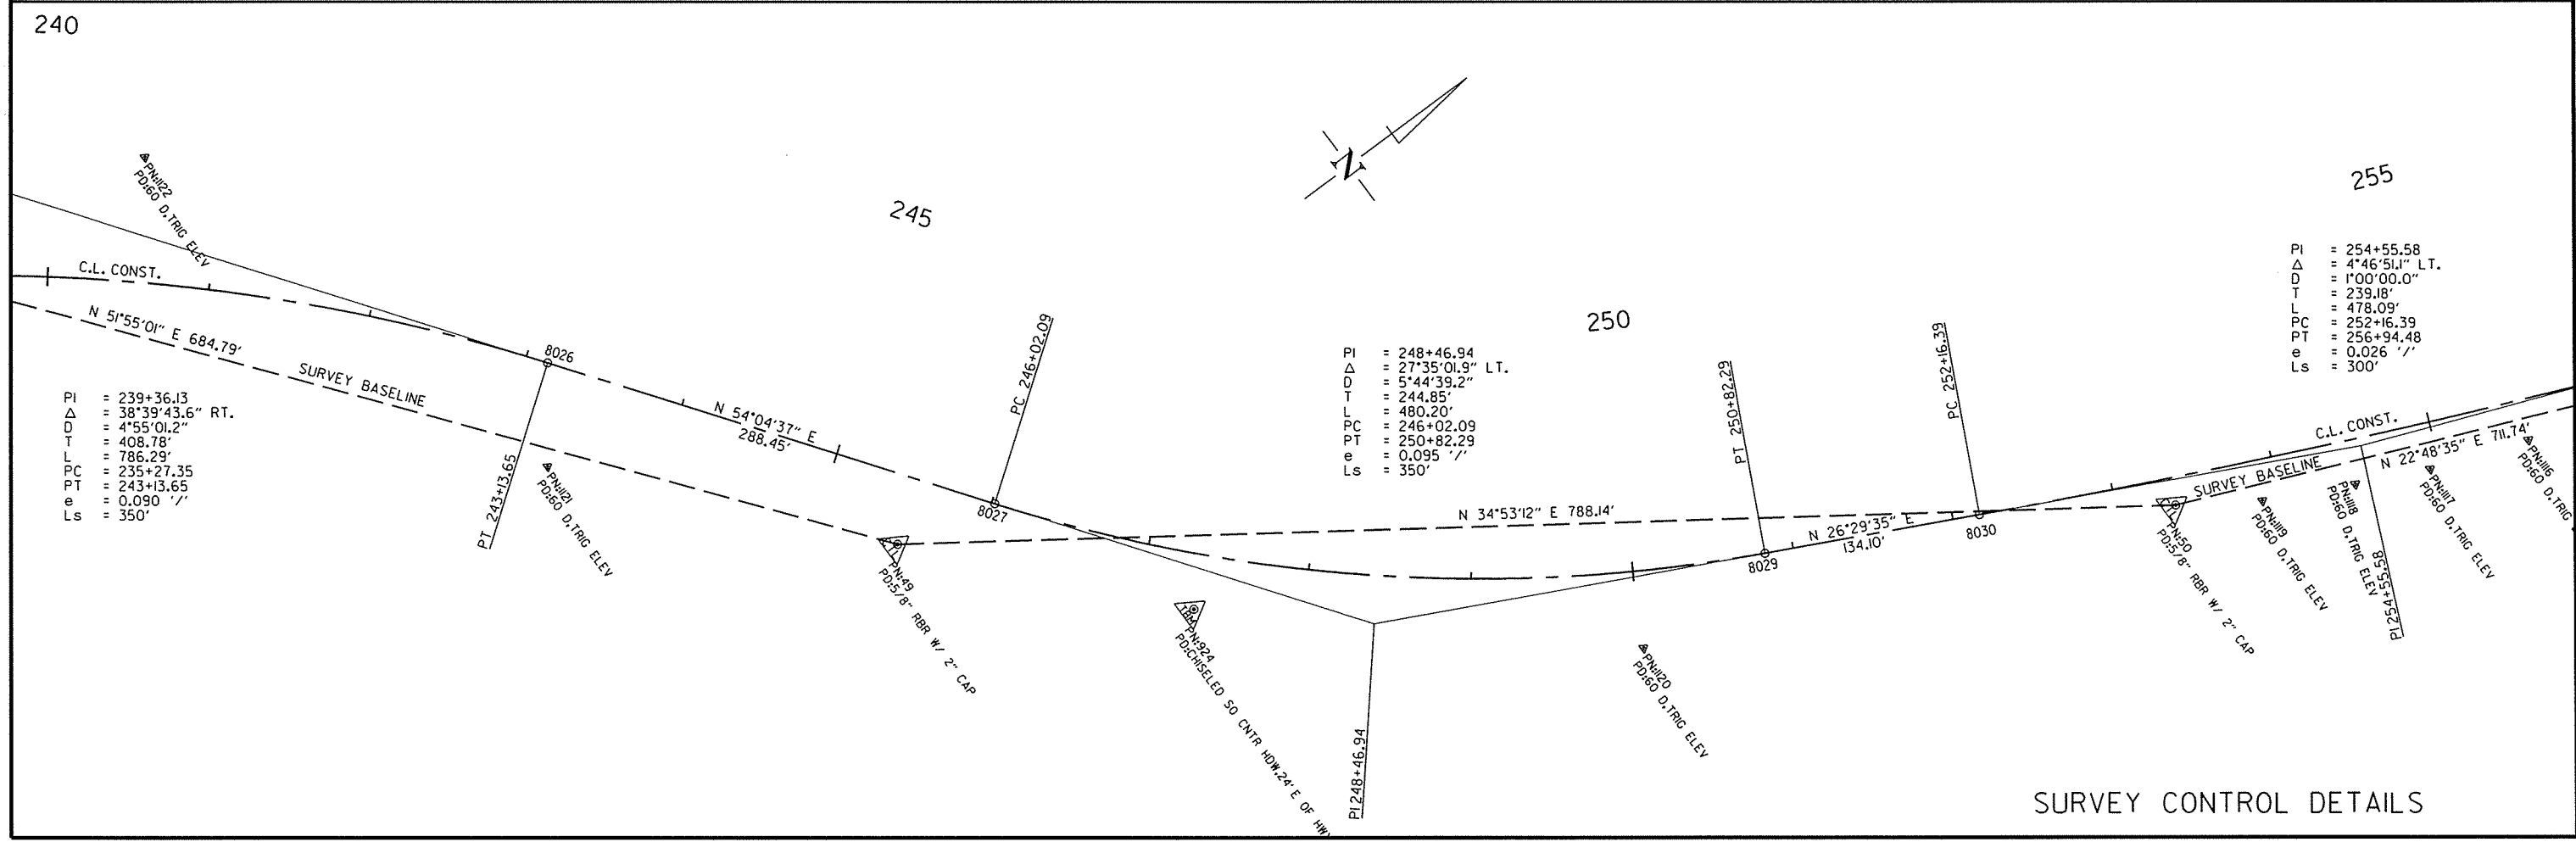 240
PN:1122
PD:60 D,TRIG ELEV
C.L. CONST.
N 51°55'01" E 684.79'
SURVEY BASELINE
PI = 239+36.13
Δ = 38°39'43.6" RT.
D = 4°55'01.2"
T = 408.78'
L = 786.29'
PC = 235+27.35
PT = 243+13.65
e = 0.090 '/'
Ls = 350'
8026
PT 243+13.65
PN:1121
PD:60 D,TRIG ELEV
245
N 54°04'37" E
288.45'
PC 246+02.09
8027
PN:49
PD:5/8" RBR W/ 2" CAP
N
PN:924
PD:CHISELED SQ CNTR HDW.24' E OF HWY
250
PI = 248+46.94
Δ = 27°35'01.9" LT.
D = 5°44'39.2"
T = 244.85'
L = 480.20'
PC = 246+02.09
PT = 250+82.29
e = 0.095 '/'
Ls = 350'
N 34°53'12" E 788.14'
PI 248+46.94
PN:1120
PD:60 D,TRIG ELEV
PT 250+82.29
8029
N 26°29'35" E
134.10'
PC 252+16.39
8030
255
PI = 254+55.58
Δ = 4°46'51.1" LT.
D = 1°00'00.0"
T = 239.18'
L = 478.09'
PC = 252+16.39
PT = 256+94.48
e = 0.026 '/'
Ls = 300'
C.L. CONST.
SURVEY BASELINE
N 22°48'35" E 711.74'
PN:50
PD:5/8" RBR W/ 2" CAP
PN:1119
PD:60 D,TRIG ELEV
PN:1118
PD:60 D,TRIG ELEV
PI 254+55.58
PN:1117
PD:60 D,TRIG ELEV
PN:1116
PD:60 D,TRIG
SURVEY CONTROL DETAILS